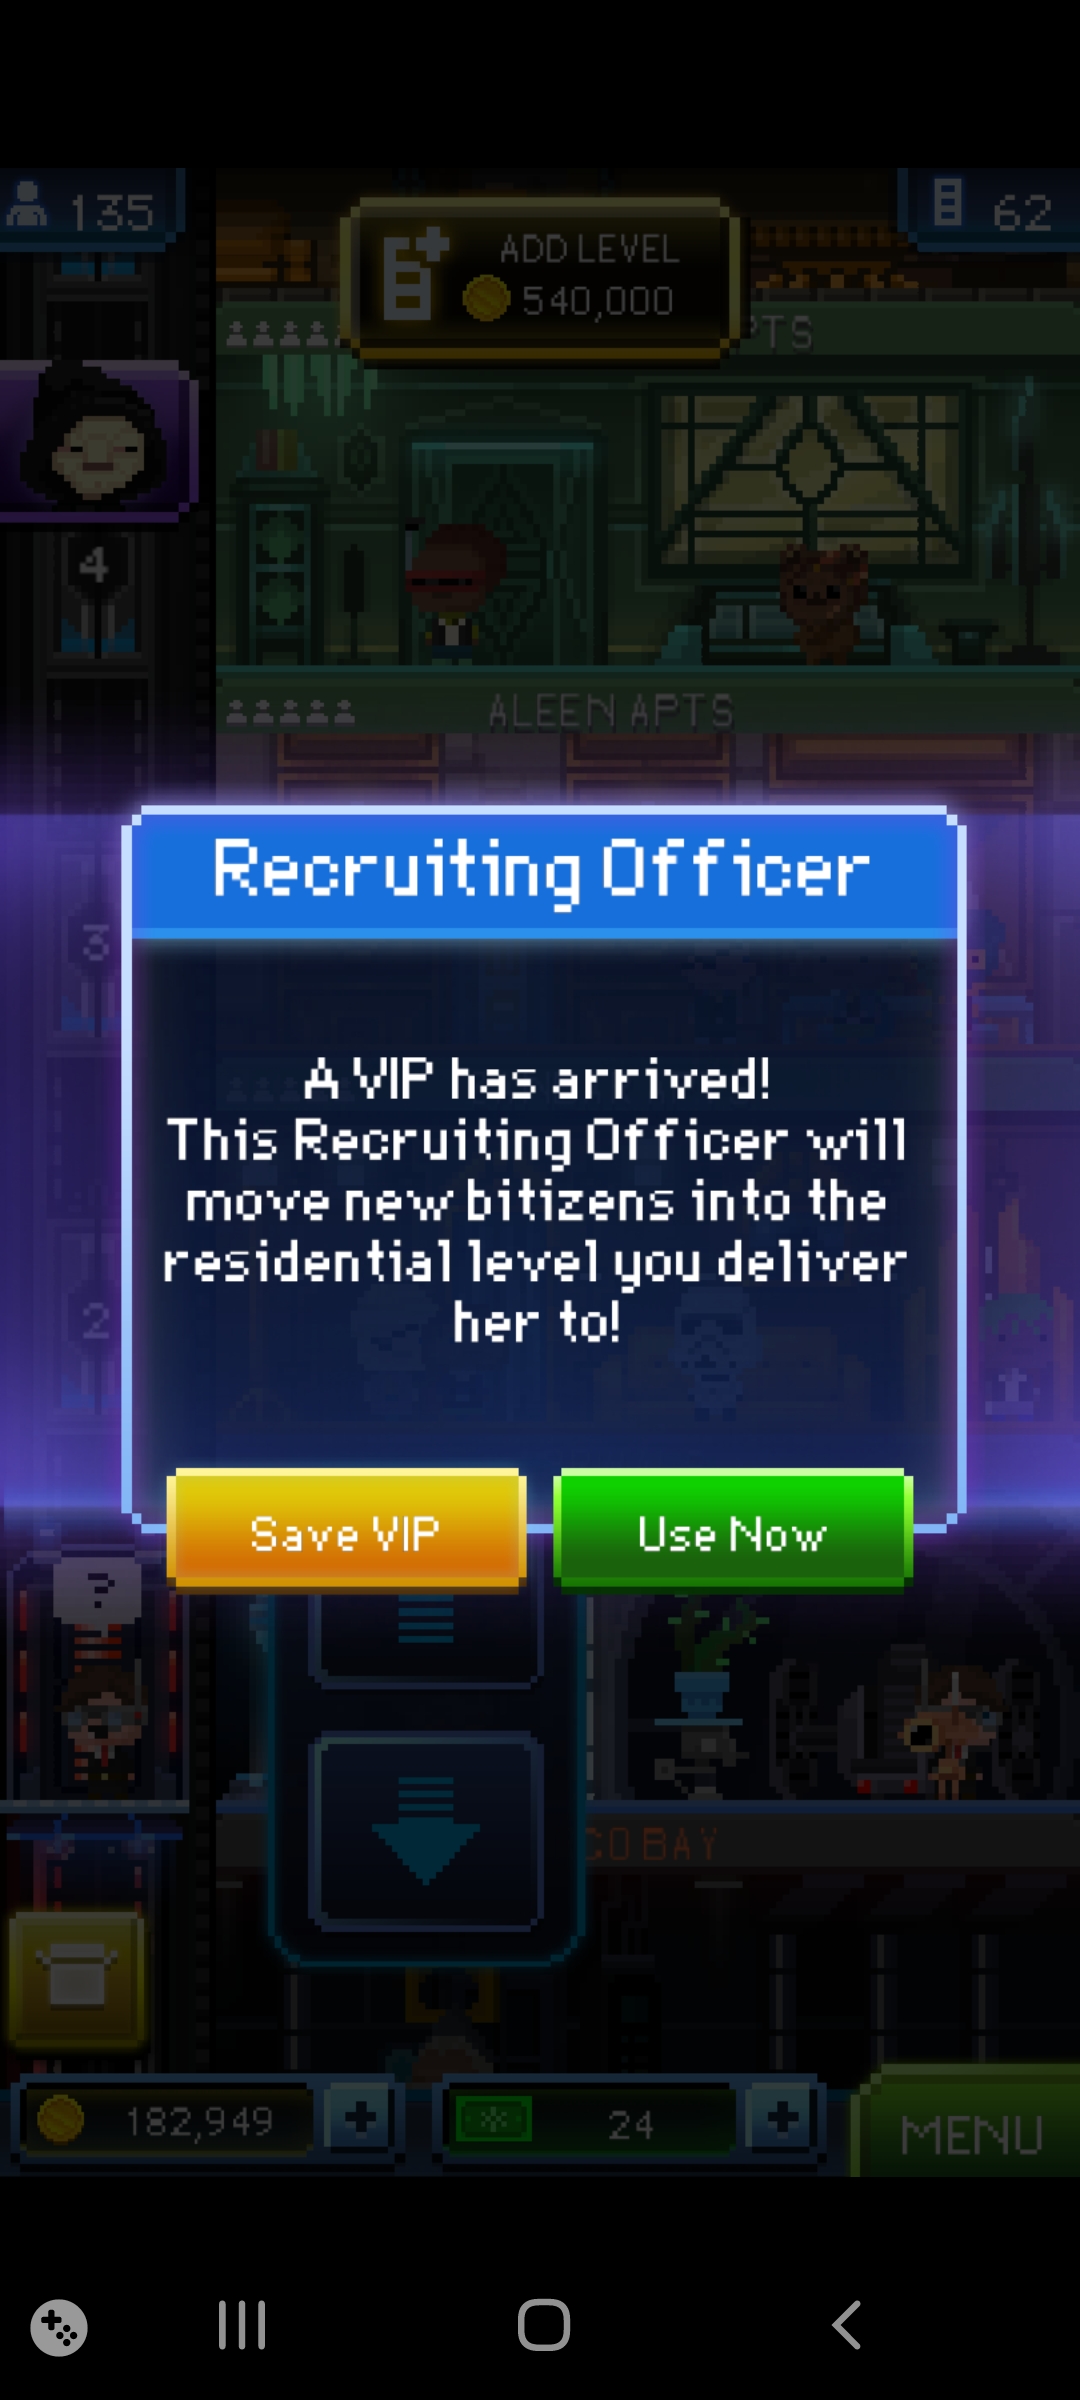 135
62
ADD LEVEL
540,000
PTS
4
ALEEN APTS
Recruiting Officer
3
A VIP has arrived!
This Recruiting Officer will
move new bitizens into the
residential level you deliver
her to!
2
Save VIP
Use Now
?
CO BAY
182,949
24
MENU